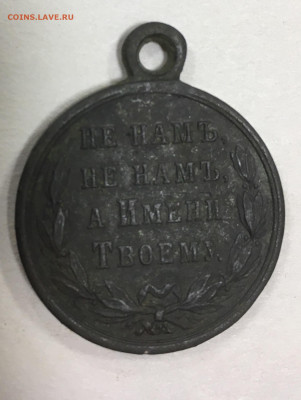 COINS.LAVE.RU
НЕ НАМЪ,
НЕ НАМЪ,
А ИМЕНИ
ТВОЕМУ.